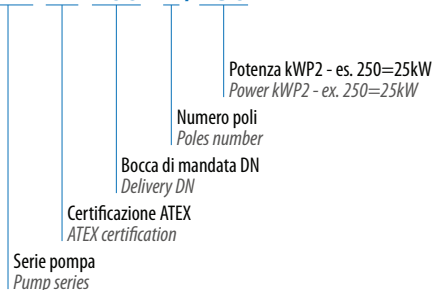 Potenza kWP2 - es. 250=25kW
Power kWP2 - ex. 250=25kW
Numero poli
Poles number
Bocca di mandata DN
Delivery DN
Certificazione ATEX
ATEX certification
Serie pompa
Pump series